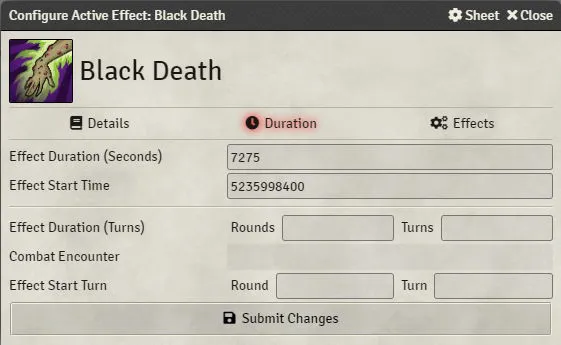 Configure Active Effect: Black Death Sheet Close
Black Death
Details Duration Effects
Effect Duration (Seconds) 7275
Effect Start Time 5235998400
Effect Duration (Turns) Rounds Turns
Combat Encounter
Effect Start Turn Round Turn
Submit Changes